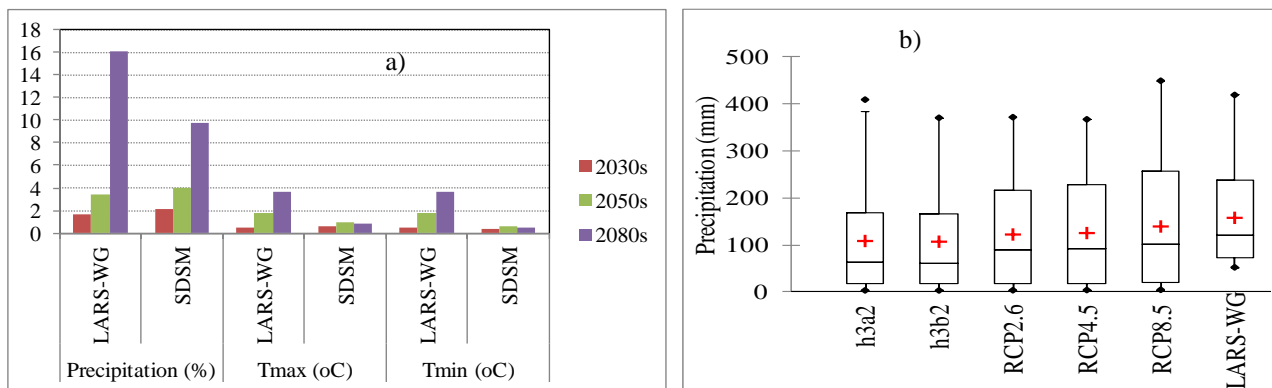 18
16
14
12
10
8
6
4
2
0
a)
LARS-WG
SDSM
LARS-WG
SDSM
LARS-WG
SDSM
Precipitation (%)
Tmax (oC)
Tmin (oC)
2030s
2050s
2080s
b)
Precipitation (mm)
500
400
300
200
100
0
h3a2
h3b2
RCP2.6
RCP4.5
RCP8.5
LARS-WG